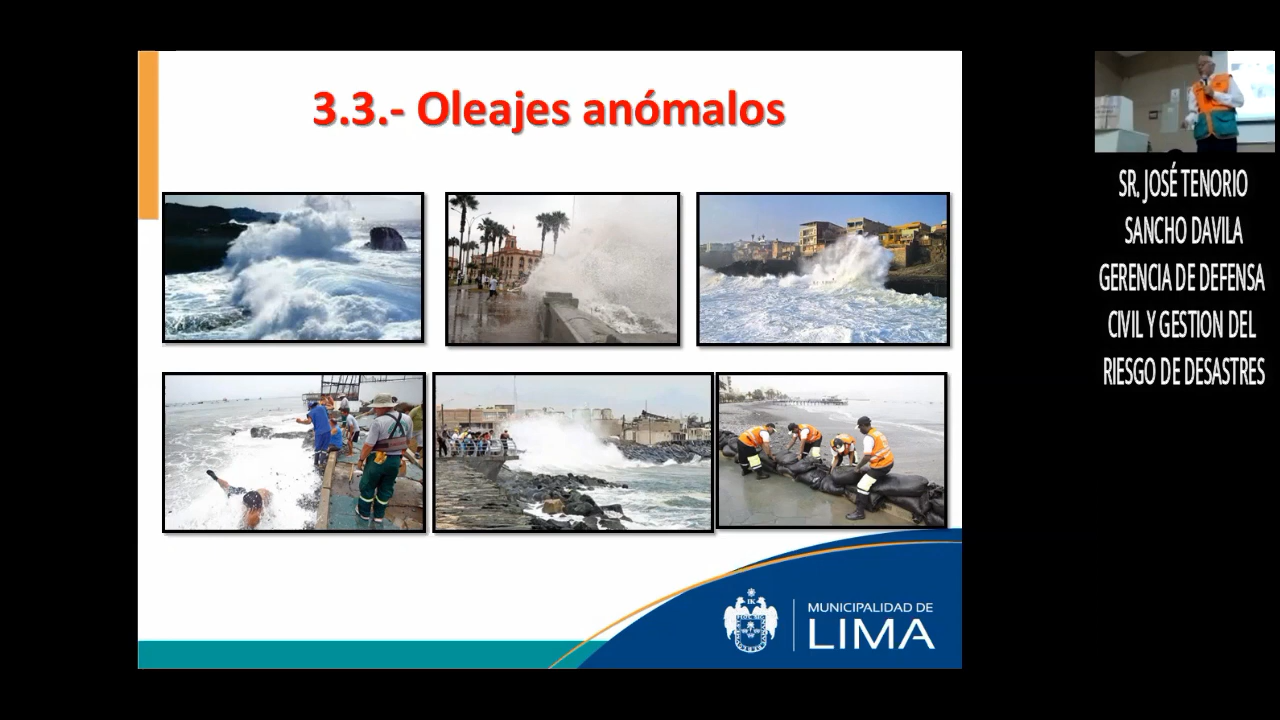 3.3.- Oleajes anómalos
MUNICIPALIDAD DE
LIMA
SR. JOSÉ TENORIO
SANCHO DAVILA
GERENCIA DE DEFENSA
CIVIL Y GESTION DEL
RIESGO DE DESASTRES